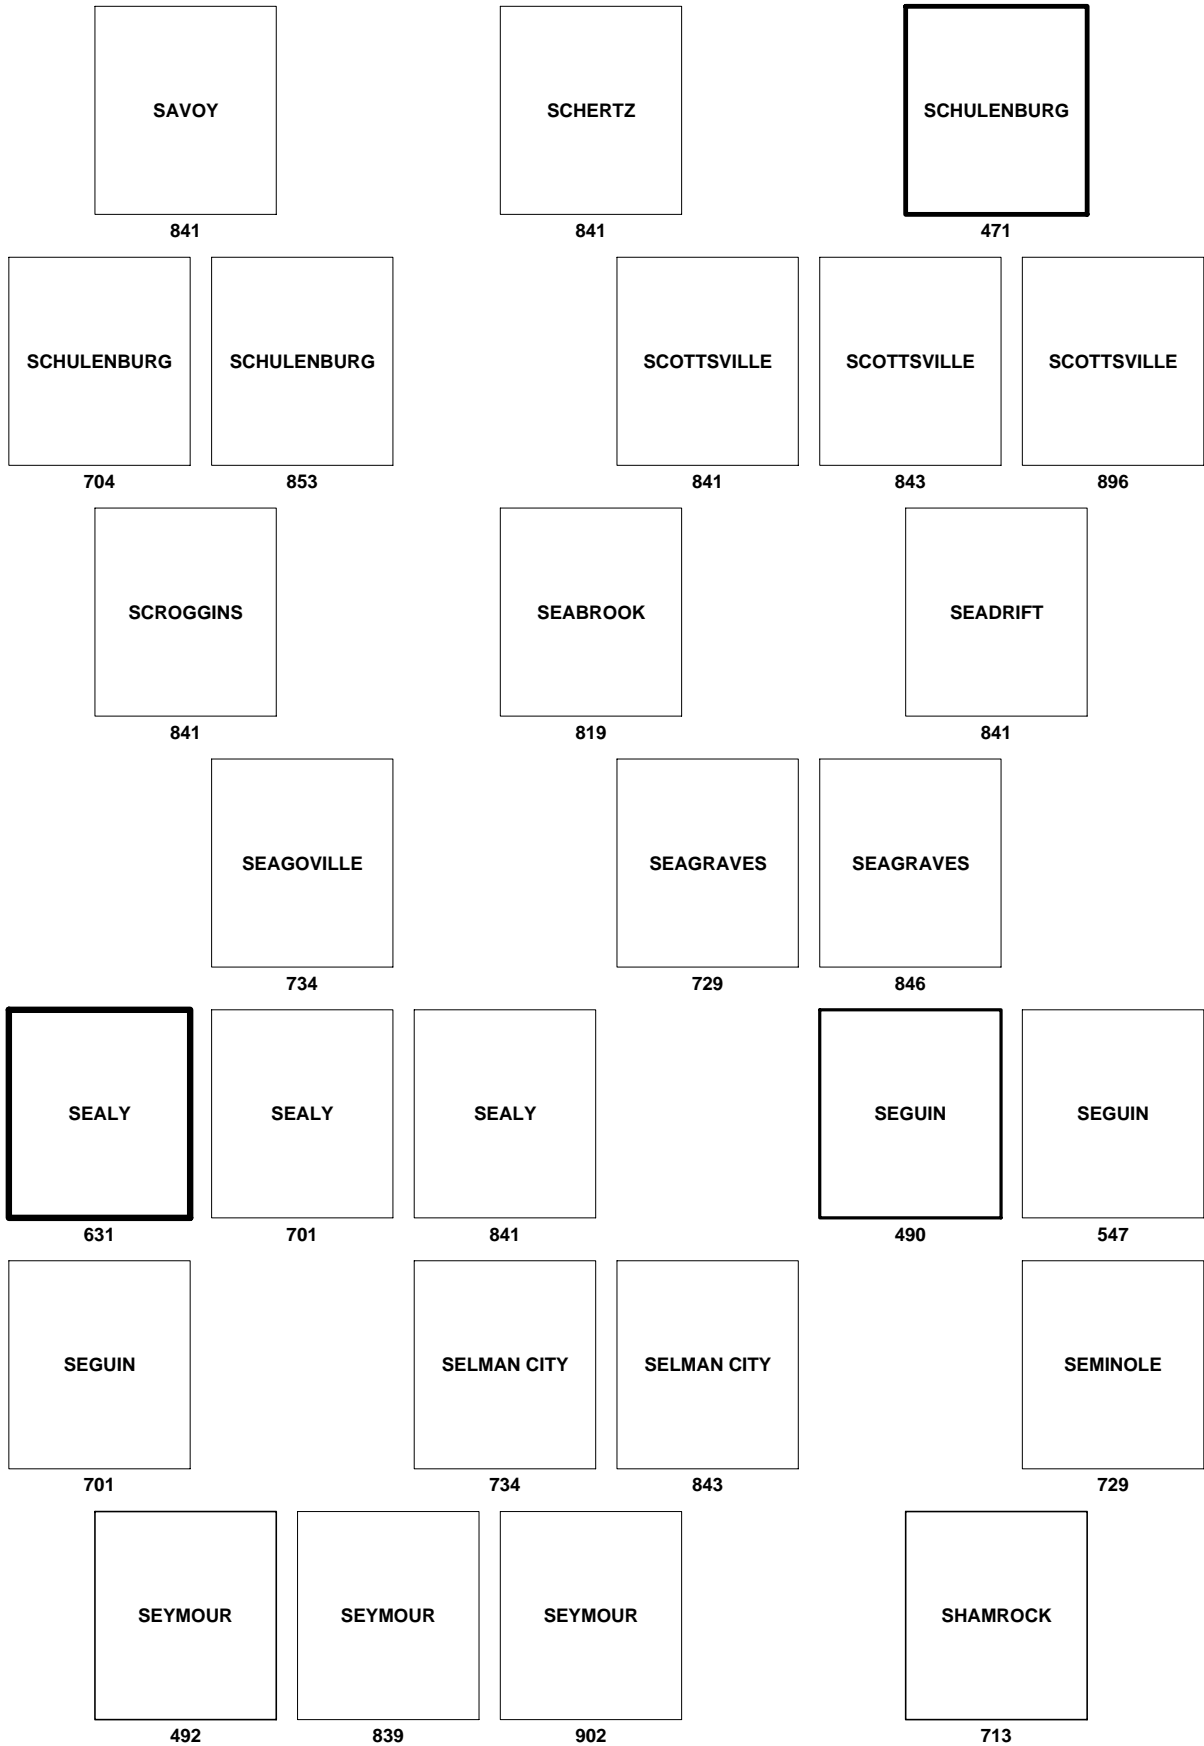 SAVOY SCHERTZ SCHULENBURG
841 841 471
SCHULENBURG SCHULENBURG SCOTTSVILLE SCOTTSVILLE SCOTTSVILLE
704 853 841 843 896
SCROGGINS SEABROOK SEADRIFT
841 819 841
SEAGOVILLE SEAGRAVES SEAGRAVES
734 729 846
SEALY SEALY SEALY SEGUIN SEGUIN
631 701 841 490 547
SEGUIN SELMAN CITY SELMAN CITY SEMINOLE
701 734 843 729
SEYMOUR SEYMOUR SEYMOUR SHAMROCK
492 839 902 713